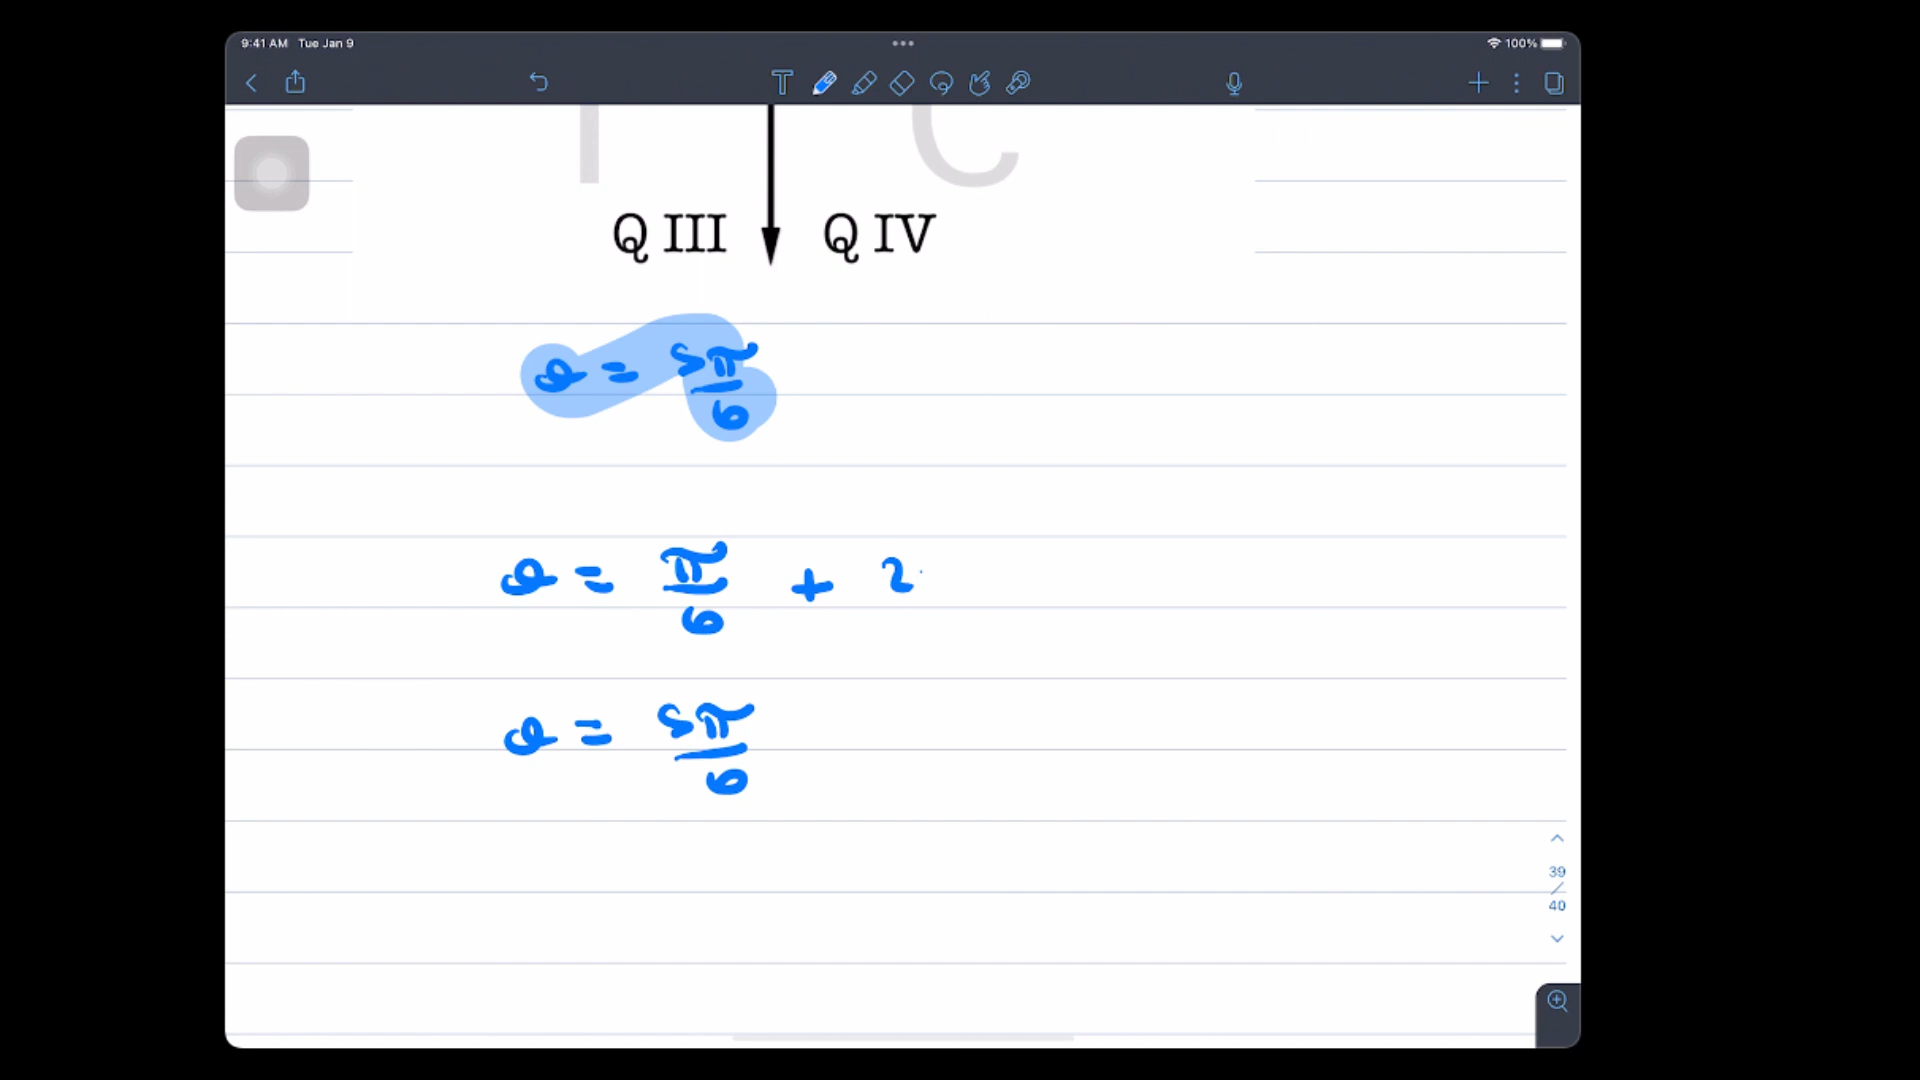 9:41 AM Tue Jan 9
100%
T C
Q III Q IV
θ = 5π/6
θ = π/6 + 2
θ = 5π/6
39
/
40